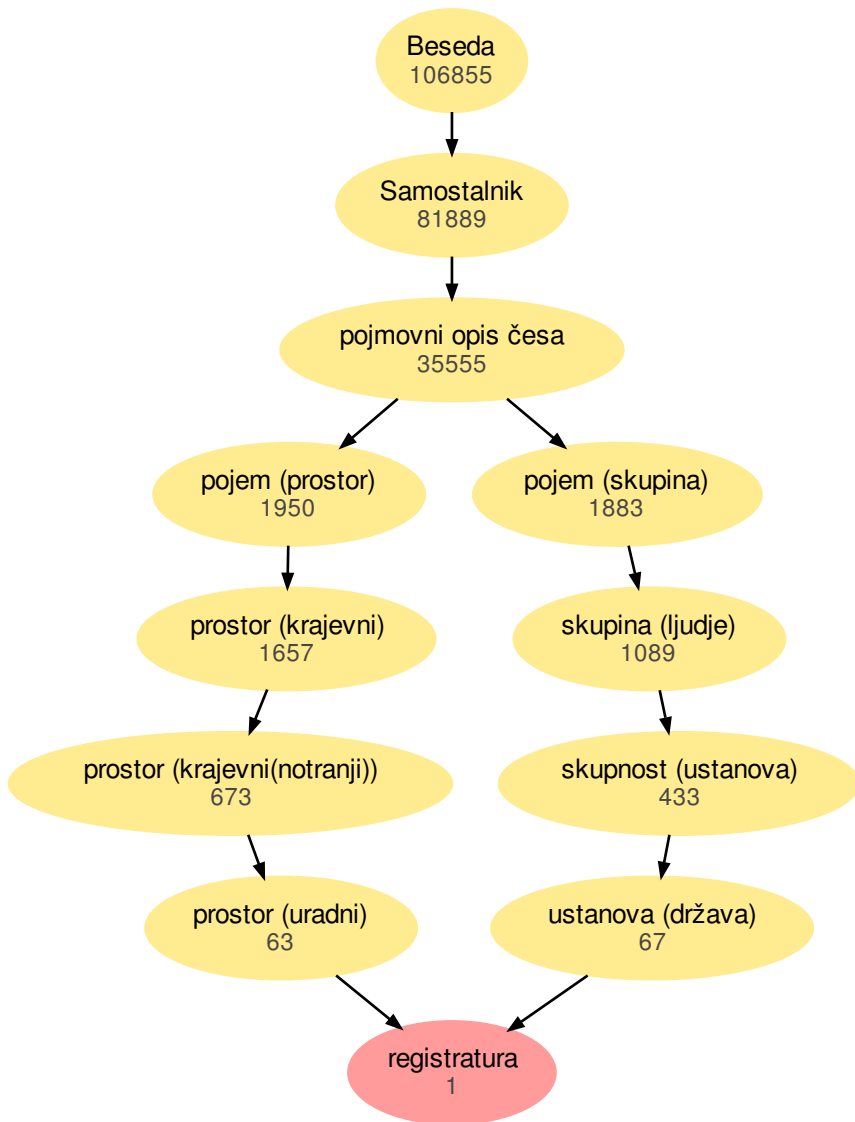 Beseda
106855
Samostalnik
81889
pojmovni opis česa
35555
pojem (prostor)
1950
pojem (skupina)
1883
prostor (krajevni)
1657
skupina (ljudje)
1089
prostor (krajevni(notranji))
673
skupnost (ustanova)
433
prostor (uradni)
63
ustanova (država)
67
registratura
1